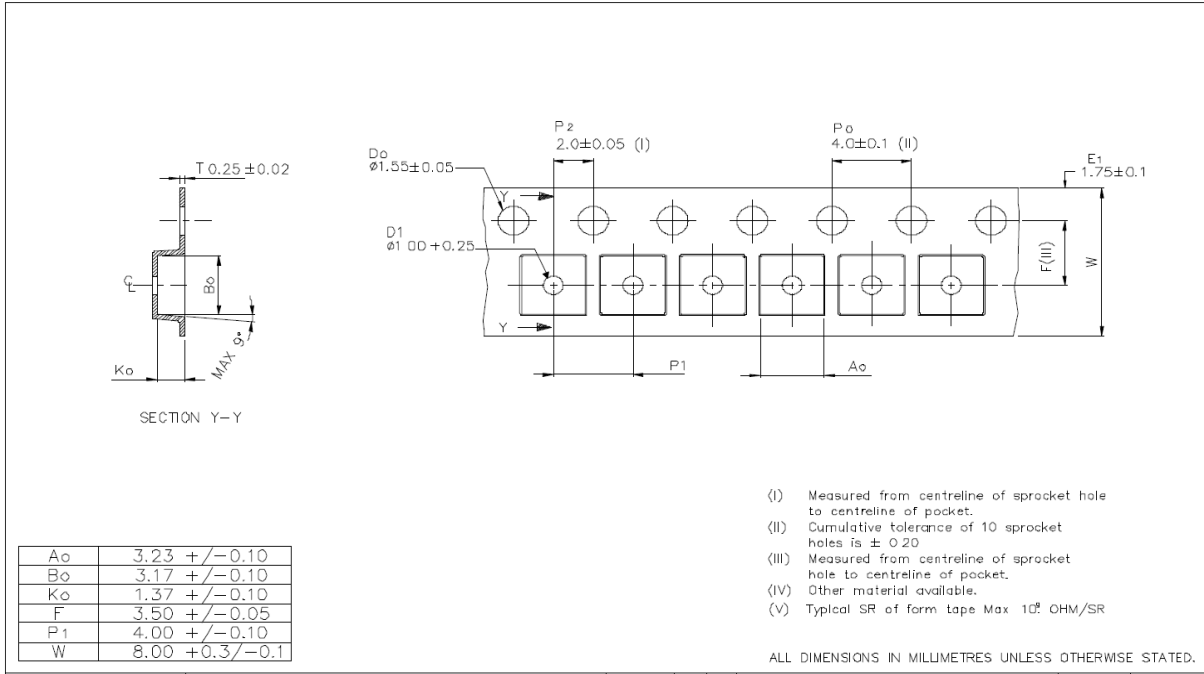 P2
2.0±0.05 (I)
Po
4.0±0.1 (II)
Do
ø1.55±0.05
E1
1.75±0.1
T 0.25±0.02
Y
D1
ø1.00 +0.25
F(III)
W
Bo
CL
Y
MAX 9°
Ko
P1
Ao
SECTION Y-Y
(I) Measured from centreline of sprocket hole
to centreline of pocket.
(II) Cumulative tolerance of 10 sprocket
holes is ± 0.20
(III) Measured from centreline of sprocket
hole to centreline of pocket.
(IV) Other material available.
(V) Typical SR of form tape Max 10⁹ OHM/SR
Ao 3.23 +/-0.10
Bo 3.17 +/-0.10
Ko 1.37 +/-0.10
F 3.50 +/-0.05
P1 4.00 +/-0.10
W 8.00 +0.3/-0.1
ALL DIMENSIONS IN MILLIMETRES UNLESS OTHERWISE STATED.